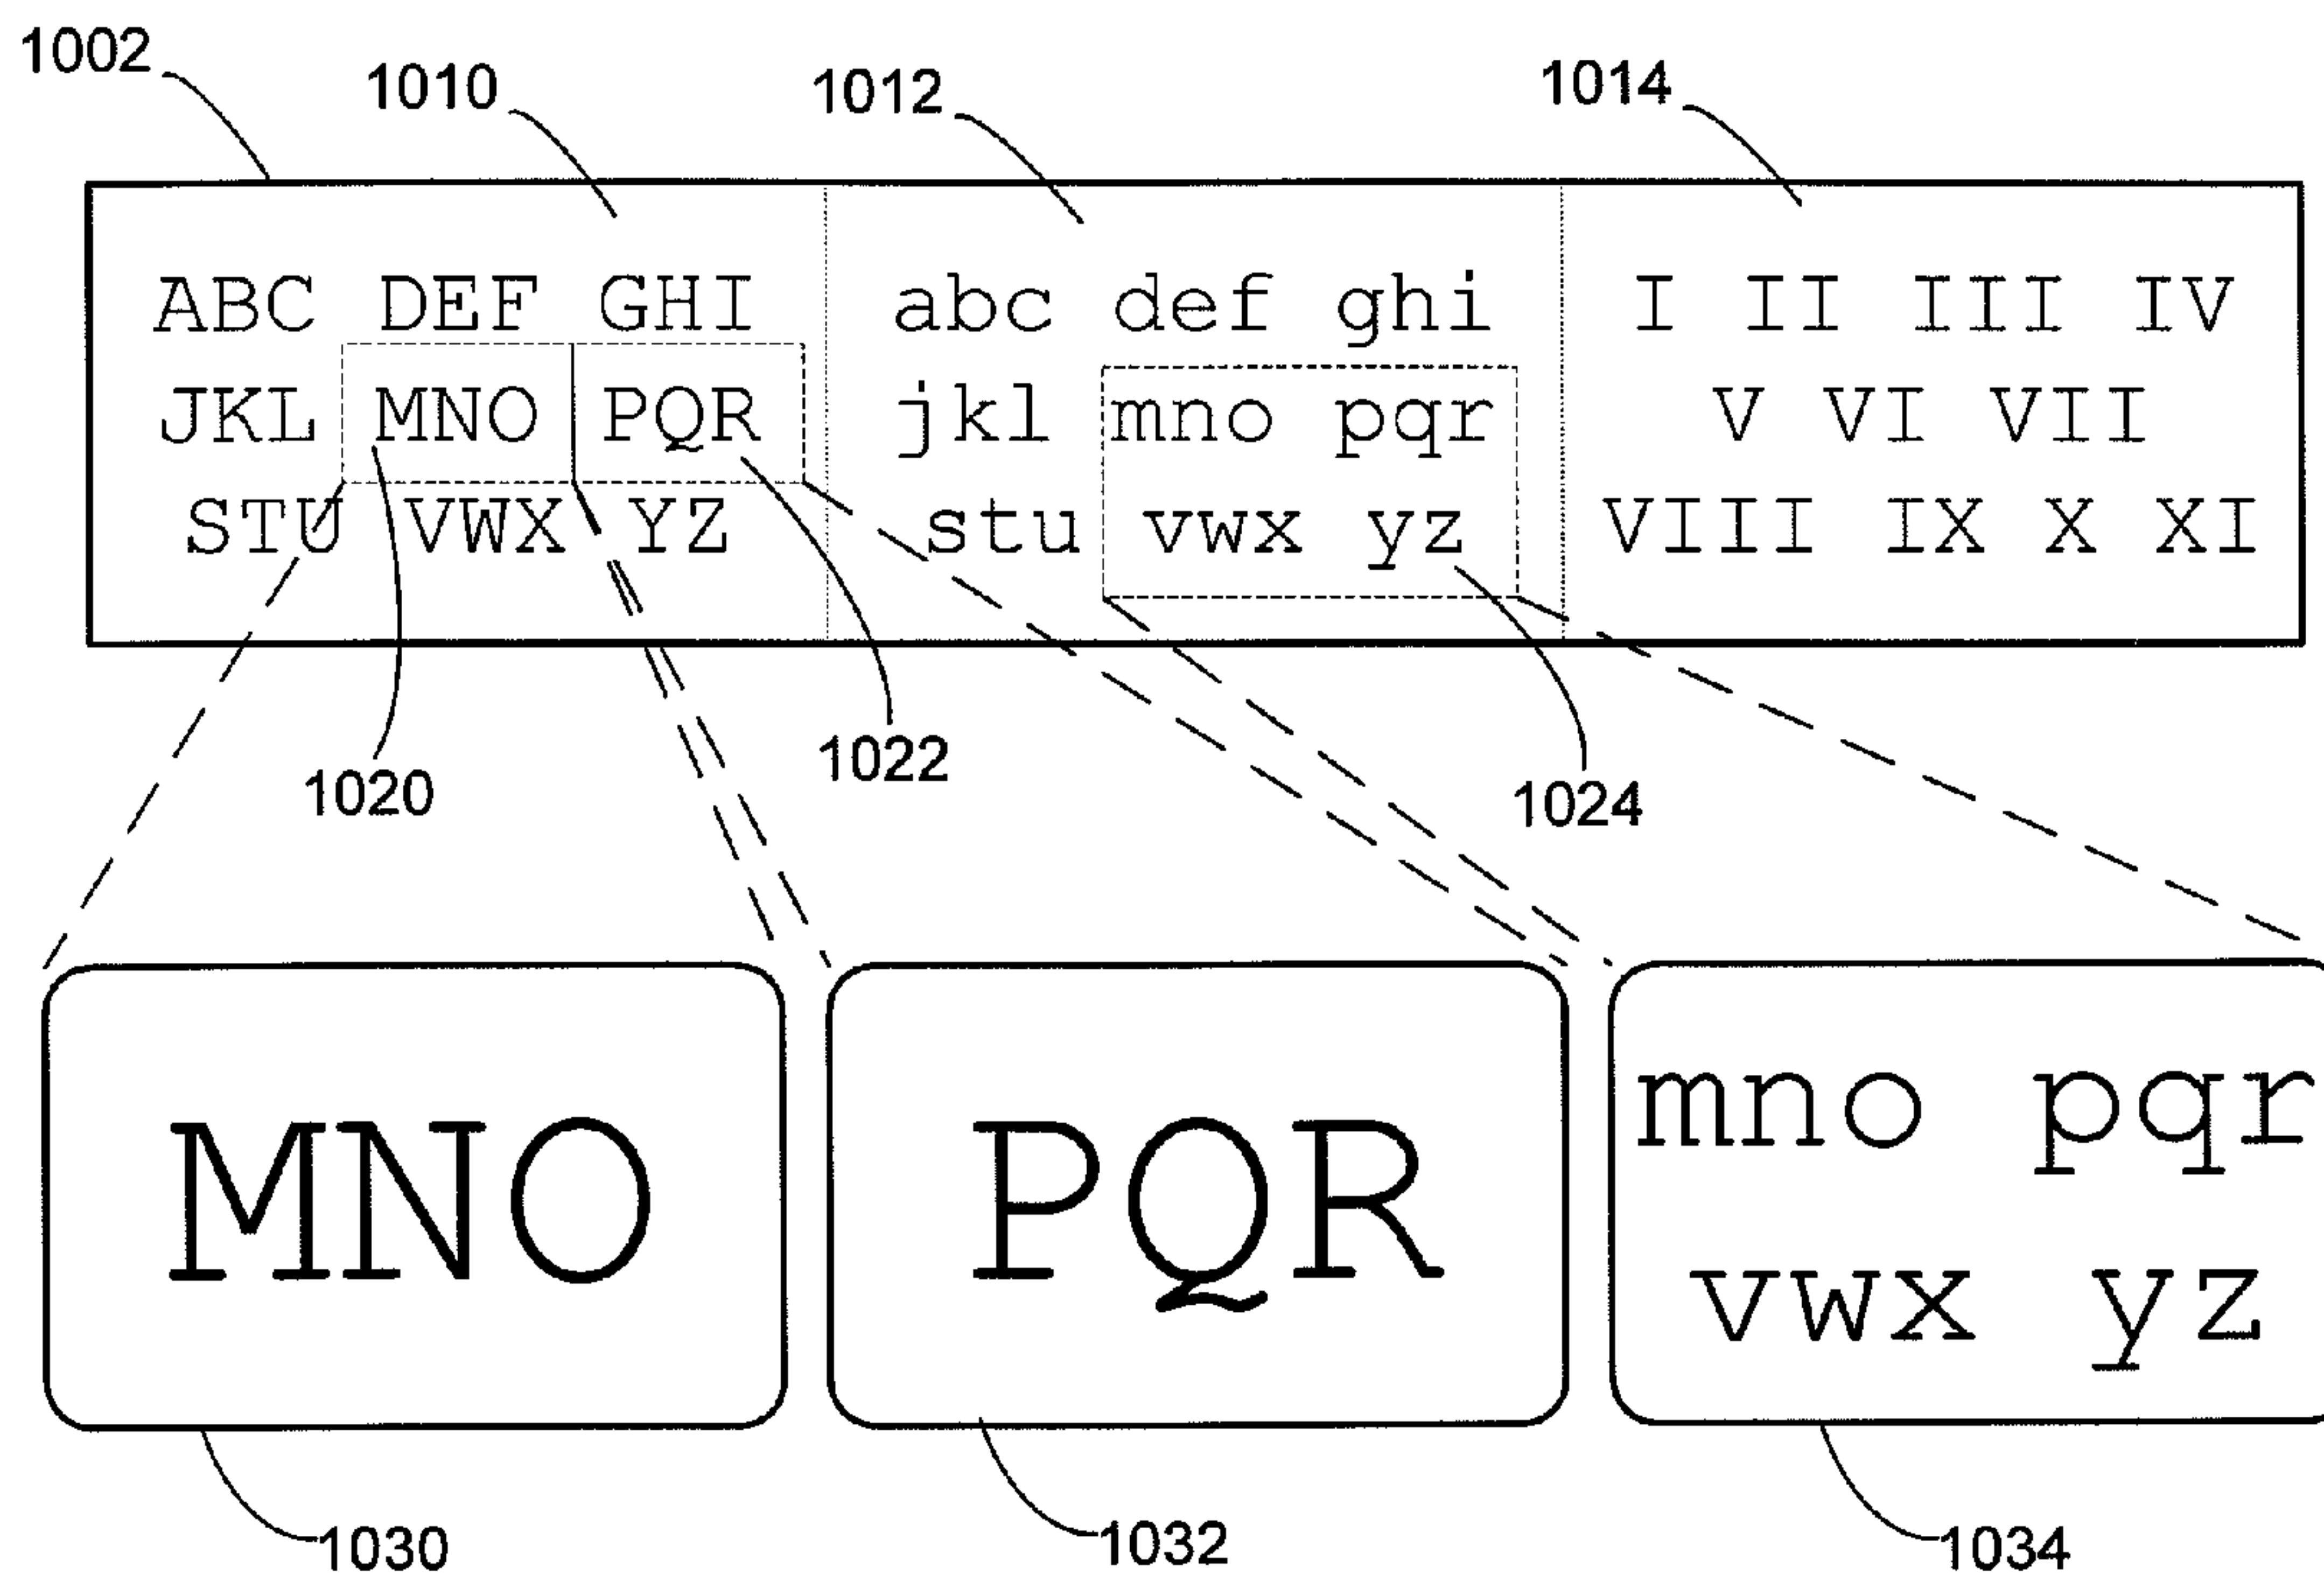 1002
1010
1012
1014
ABC DEF GHI
JKL MNO PQR
STU VWX YZ
abc def ghi
jkl mno pqr
stu vwx yz
I II III IV
V VI VII
VIII IX X XI
1020
1022
1024
MNO
PQR
mno pqr
vwx yz
1030
1032
1034